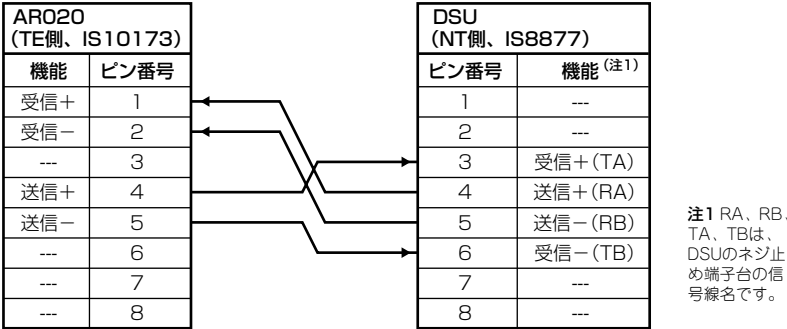 AR020
（TE側、IS10173）
DSU
（NT側、IS8877）
機能 ピン番号
ピン番号 機能（注1）
受信＋ 1
1 ---
受信－ 2
2 ---
--- 3
3 受信＋（TA）
送信＋ 4
4 送信＋（RA）
送信－ 5
5 送信－（RB）
--- 6
6 受信－（TB）
--- 7
7 ---
--- 8
8 ---
注1 RA、RB、
TA、TBは、
DSUのネジ止
め端子台の信
号線名です。